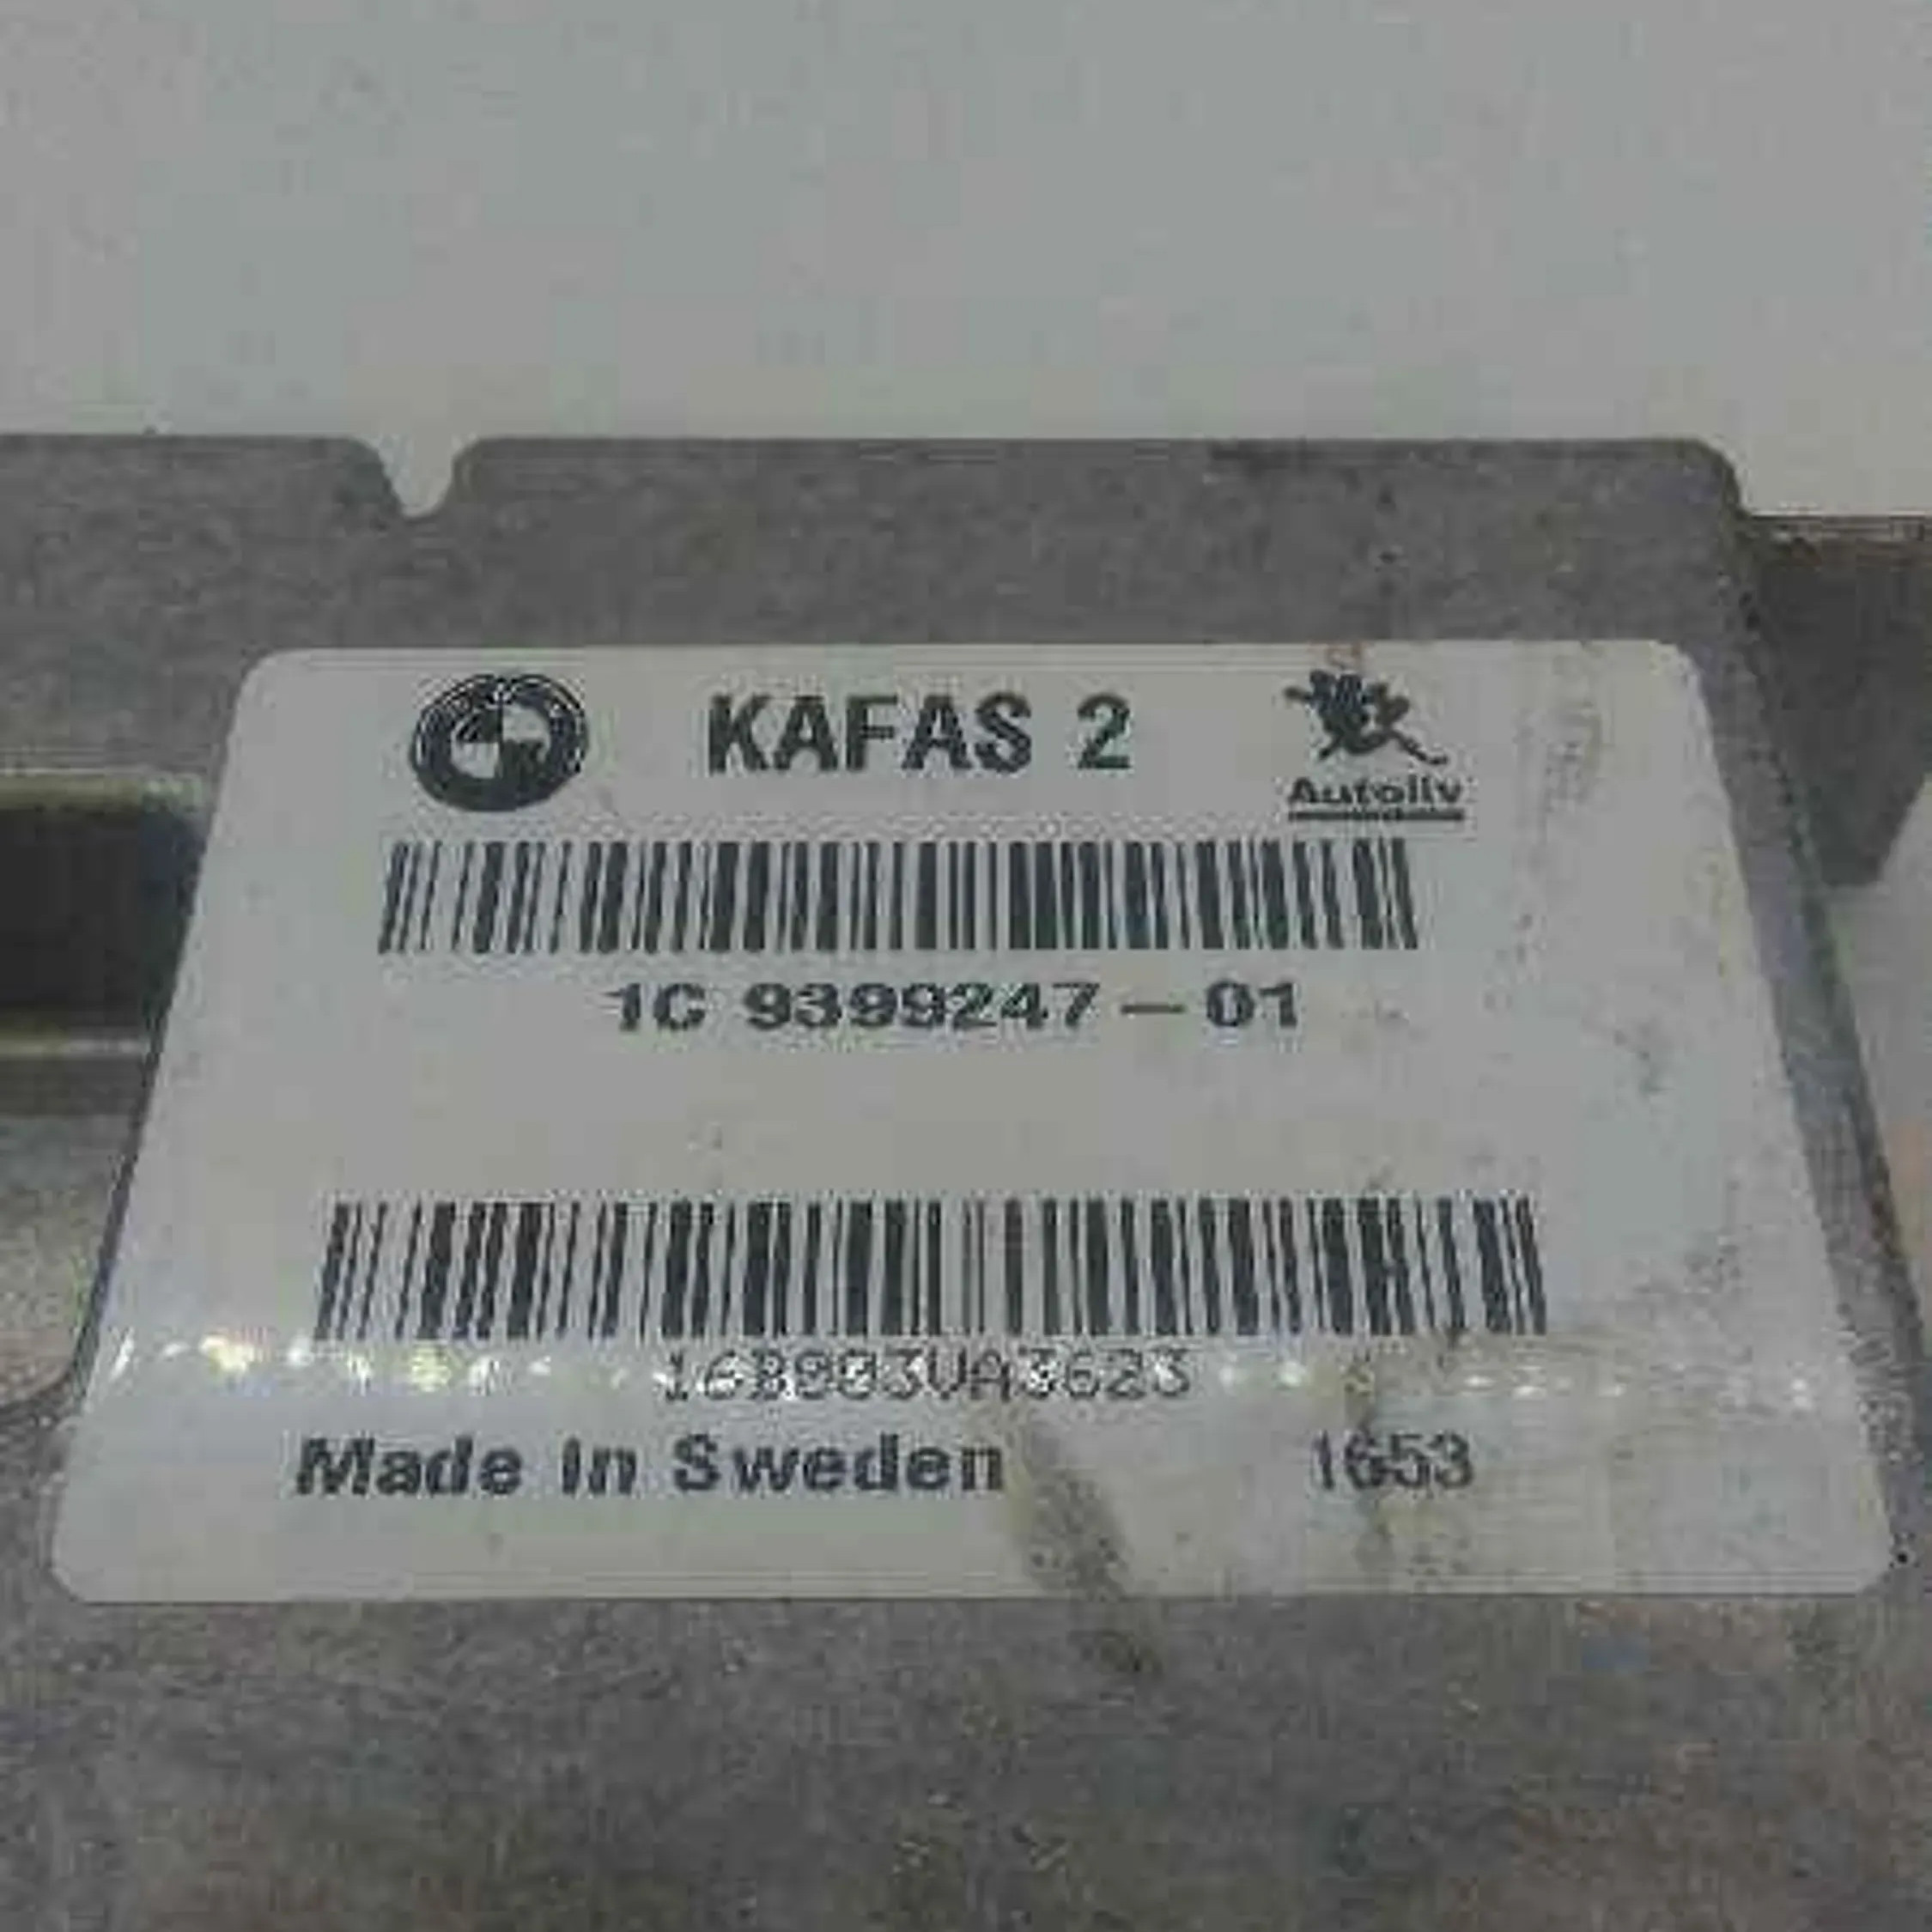 KAFAS 2
Autoliv
1C 9399247-01
Made in Sweden 1653